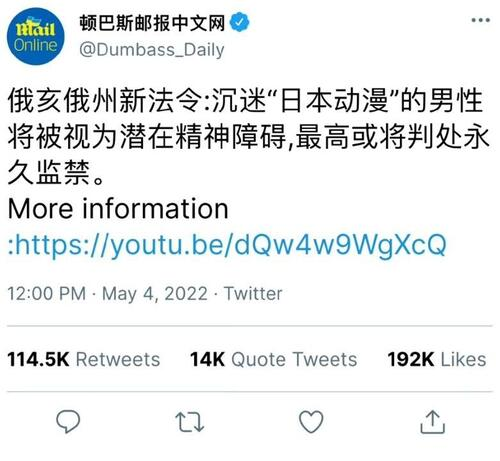 Mail
Online
顿巴斯邮报中文网
@Dumbass_Daily
俄亥俄州新法令:沉迷“日本动漫”的男性
将被视为潜在精神障碍,最高或将判处永
久监禁。
More information
:https://youtu.be/dQw4w9WgXcQ
12:00 PM · May 4, 2022 · Twitter
114.5K Retweets 14K Quote Tweets 192K Likes